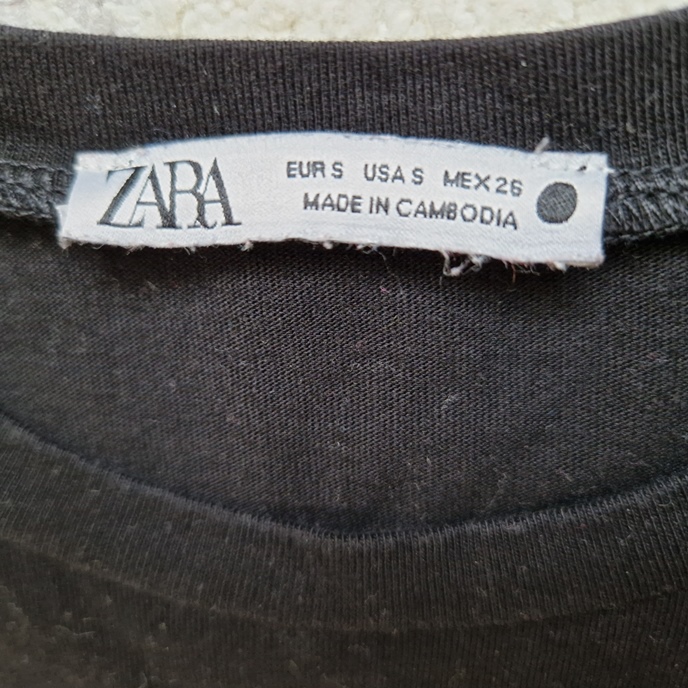 ZARA
EUR S USA S MEX 26
MADE IN CAMBODIA